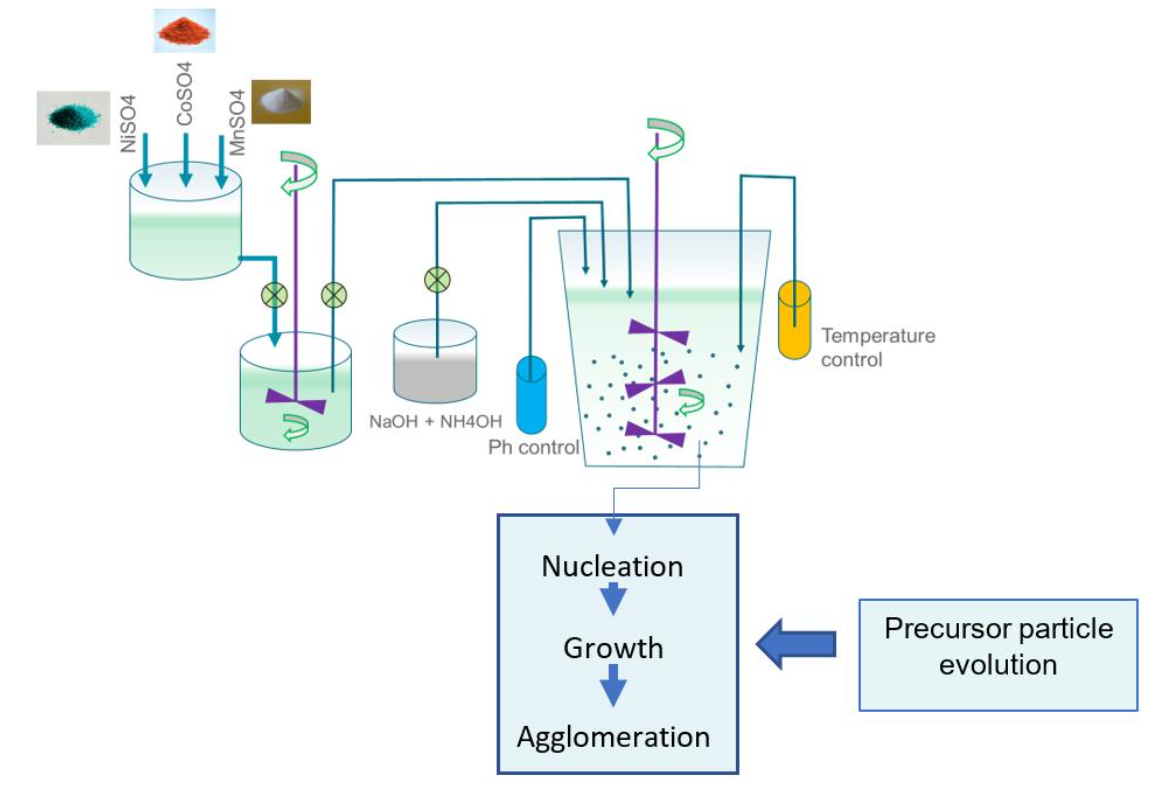 NiSO4
CoSO4
MnSO4
Temperature
control
NaOH + NH4OH
Ph control
Nucleation
Growth
Agglomeration
Precursor particle
evolution